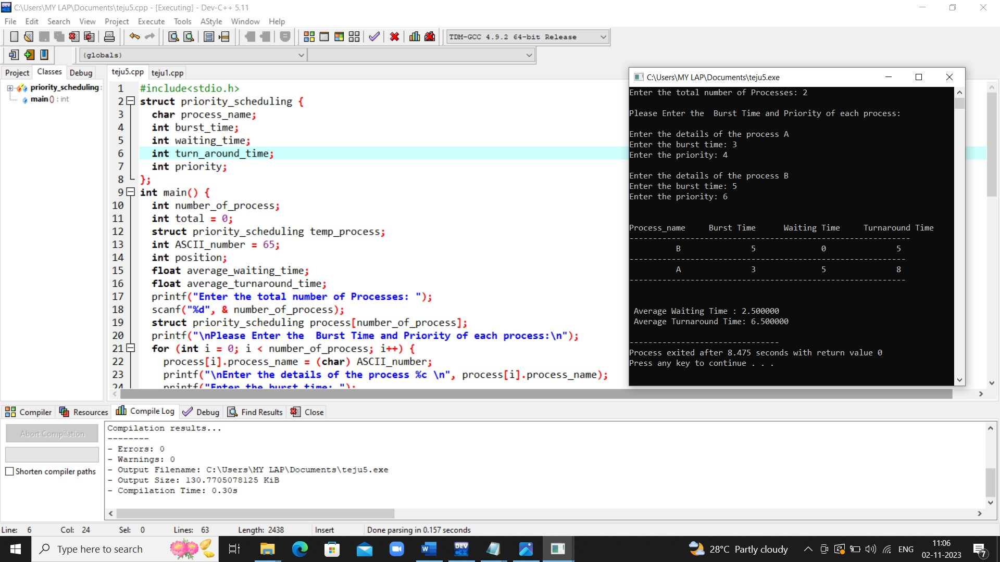 C:\Users\MY LAP\Documents\teju5.cpp - [Executing] - Dev-C++ 5.11
File Edit Search View Project Execute Tools AStyle Window Help
TDM-GCC 4.9.2 64-bit Release
(globals)
Project Classes Debug
teju5.cpp teju1.cpp
priority_scheduling :
main () : int
1 #include<stdio.h>
2 struct priority_scheduling {
3 char process_name;
4 int burst_time;
5 int waiting_time;
6 int turn_around_time;
7 int priority;
8 };
9 int main() {
10 int number_of_process;
11 int total = 0;
12 struct priority_scheduling temp_process;
13 int ASCII_number = 65;
14 int position;
15 float average_waiting_time;
16 float average_turnaround_time;
17 printf("Enter the total number of Processes: ");
18 scanf("%d", & number_of_process);
19 struct priority_scheduling process[number_of_process];
20 printf("\nPlease Enter the  Burst Time and Priority of each process:\n");
21 for (int i = 0; i < number_of_process; i++) {
22 process[i].process_name = (char) ASCII_number;
23 printf("\nEnter the details of the process %c \n", process[i].process_name);
24 printf("Enter the burst time: ");
C:\Users\MY LAP\Documents\teju5.exe
Enter the total number of Processes: 2
Please Enter the  Burst Time and Priority of each process:
Enter the details of the process A
Enter the burst time: 3
Enter the priority: 4
Enter the details of the process B
Enter the burst time: 5
Enter the priority: 6
Process_name Burst Time Waiting Time Turnaround Time
------------------------------------------------------------
B 5 0 5
-----------------------------------------------------------
A 3 5 8
-----------------------------------------------------------
Average Waiting Time : 2.500000
Average Turnaround Time: 6.500000
--------------------------------
Process exited after 8.475 seconds with return value 0
Press any key to continue . . .
Compiler Resources Compile Log Debug Find Results Close
Abort Compilation
Shorten compiler paths
Compilation results...
--------
- Errors: 0
- Warnings: 0
- Output Filename: C:\Users\MY LAP\Documents\teju5.exe
- Output Size: 130.7705078125 KiB
- Compilation Time: 0.30s
Line: 6 Col: 24 Sel: 0 Lines: 63 Length: 2438 Insert Done parsing in 0.157 seconds
Type here to search
DEV
28°C Partly cloudy
ENG
11:06
02-11-2023
7